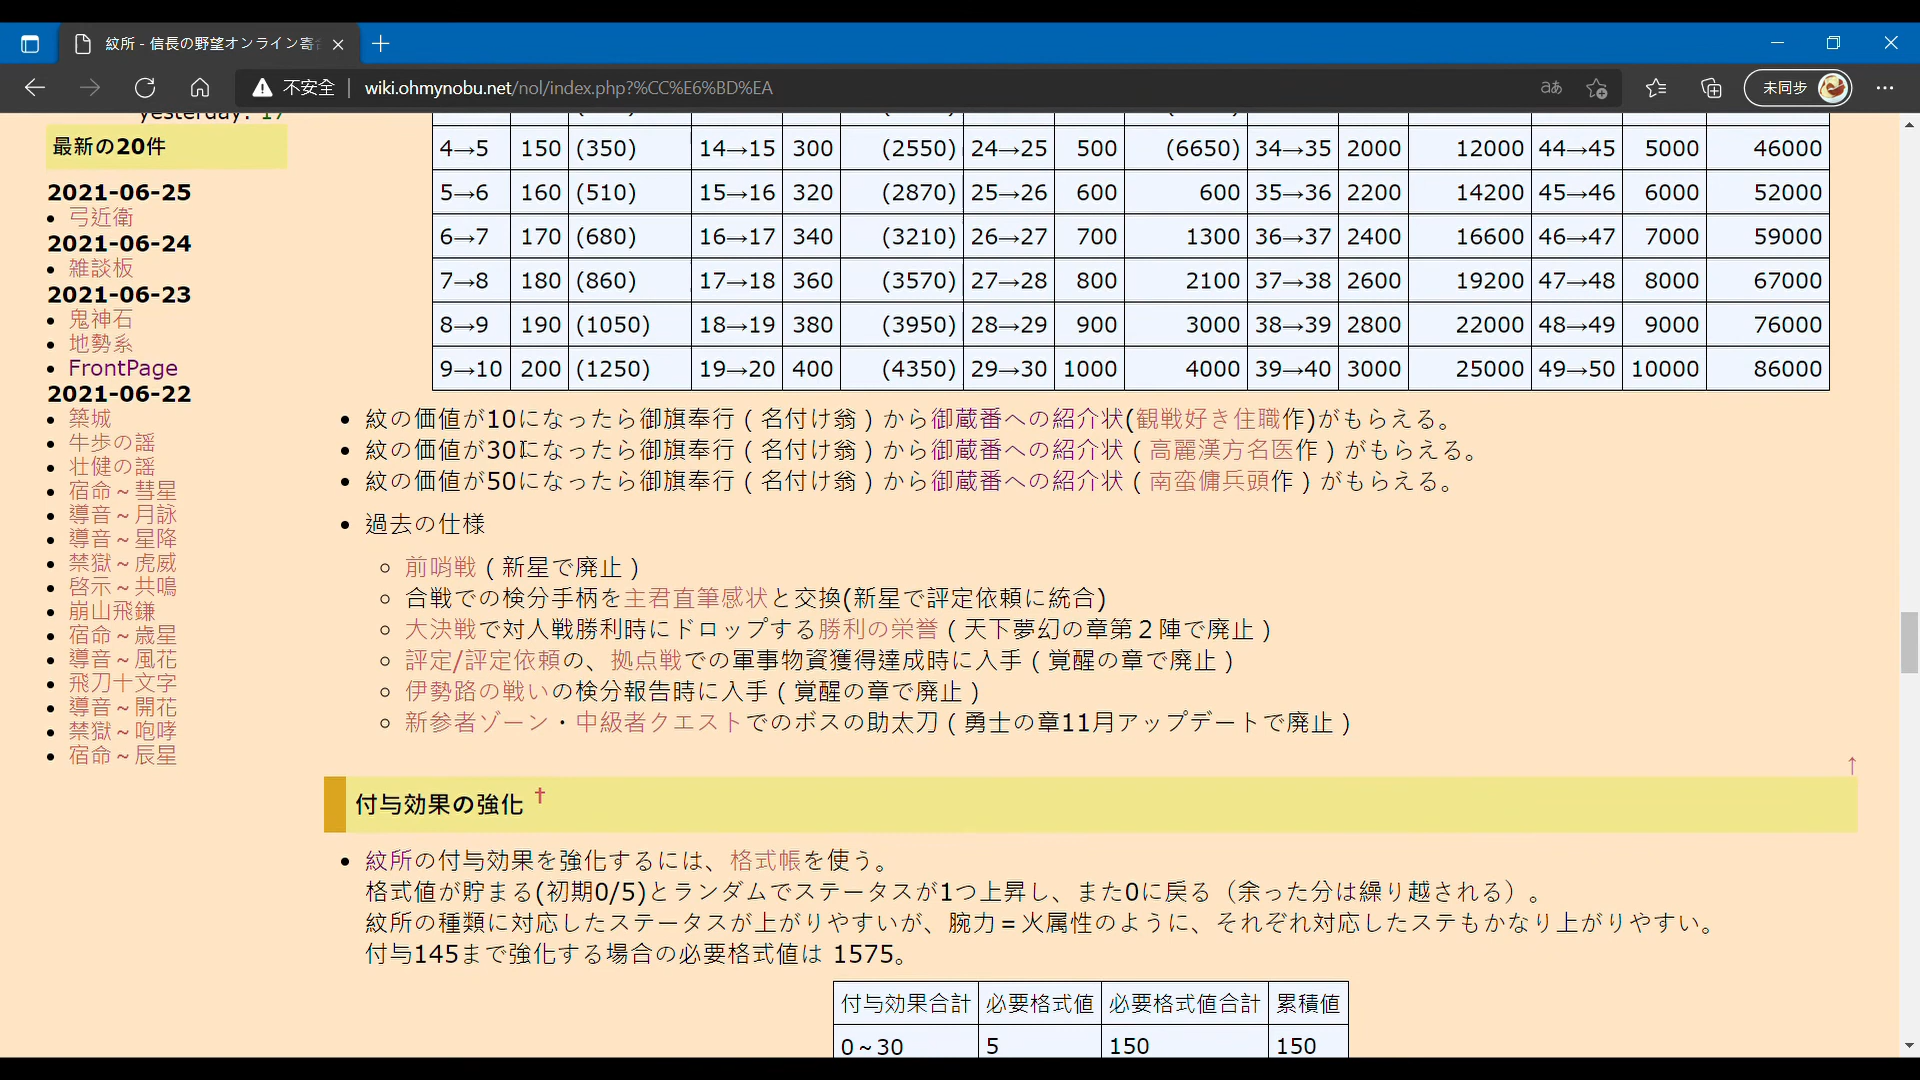 紋所 - 信長の野望オンライン寄
不安全
wiki.ohmynobu.net/nol/index.php?%CC%E6%BD%EA
aあ
未同步
yesterday: 17
最新の20件
2021-06-25
弓近衛
2021-06-24
雑談板
2021-06-23
鬼神石
地勢系
FrontPage
2021-06-22
築城
牛歩の謡
壮健の謡
宿命～彗星
導音～月詠
導音～星降
禁獄～虎威
啓示～共鳴
崩山飛鎌
宿命～歳星
導音～風花
飛刀十文字
導音～開花
禁獄～咆哮
宿命～辰星
4→5 150 (350) 14→15 300 (2550) 24→25 500 (6650) 34→35 2000 12000 44→45 5000 46000
5→6 160 (510) 15→16 320 (2870) 25→26 600 600 35→36 2200 14200 45→46 6000 52000
6→7 170 (680) 16→17 340 (3210) 26→27 700 1300 36→37 2400 16600 46→47 7000 59000
7→8 180 (860) 17→18 360 (3570) 27→28 800 2100 37→38 2600 19200 47→48 8000 67000
8→9 190 (1050) 18→19 380 (3950) 28→29 900 3000 38→39 2800 22000 48→49 9000 76000
9→10 200 (1250) 19→20 400 (4350) 29→30 1000 4000 39→40 3000 25000 49→50 10000 86000
紋の価値が10になったら御旗奉行（名付け翁）から御蔵番への紹介状(観戦好き住職作)がもらえる。
紋の価値が30になったら御旗奉行（名付け翁）から御蔵番への紹介状（高麗漢方名医作）がもらえる。
紋の価値が50になったら御旗奉行（名付け翁）から御蔵番への紹介状（南蛮傭兵頭作）がもらえる。
過去の仕様
前哨戦（新星で廃止）
合戦での検分手柄を主君直筆感状と交換(新星で評定依頼に統合)
大決戦で対人戦勝利時にドロップする勝利の栄誉（天下夢幻の章第２陣で廃止）
評定/評定依頼の、拠点戦での軍事物資獲得達成時に入手（覚醒の章で廃止）
伊勢路の戦いの検分報告時に入手（覚醒の章で廃止）
新参者ゾーン・中級者クエストでのボスの助太刀（勇士の章11月アップデートで廃止）
↑
付与効果の強化 †
紋所の付与効果を強化するには、格式帳を使う。
格式値が貯まる(初期0/5)とランダムでステータスが1つ上昇し、また0に戻る（余った分は繰り越される）。
紋所の種類に対応したステータスが上がりやすいが、腕力＝火属性のように、それぞれ対応したステもかなり上がりやすい。
付与145まで強化する場合の必要格式値は 1575。
付与効果合計 必要格式値 必要格式値合計 累積値
0～30 5 150 150